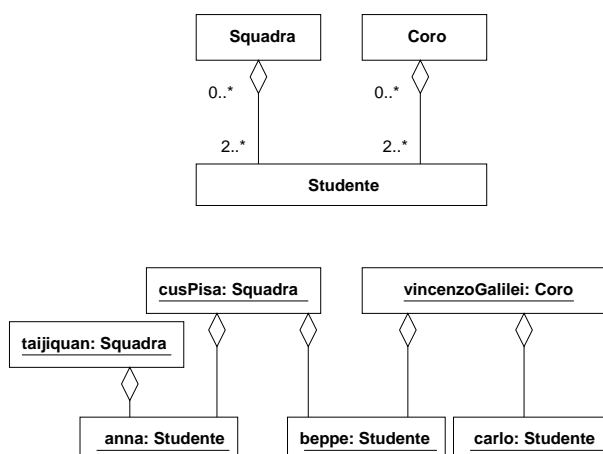 Squadra
Coro
0..*
0..*
2..*
2..*
Studente
cusPisa: Squadra
vincenzoGalilei: Coro
taijiquan: Squadra
anna: Studente
beppe: Studente
carlo: Studente